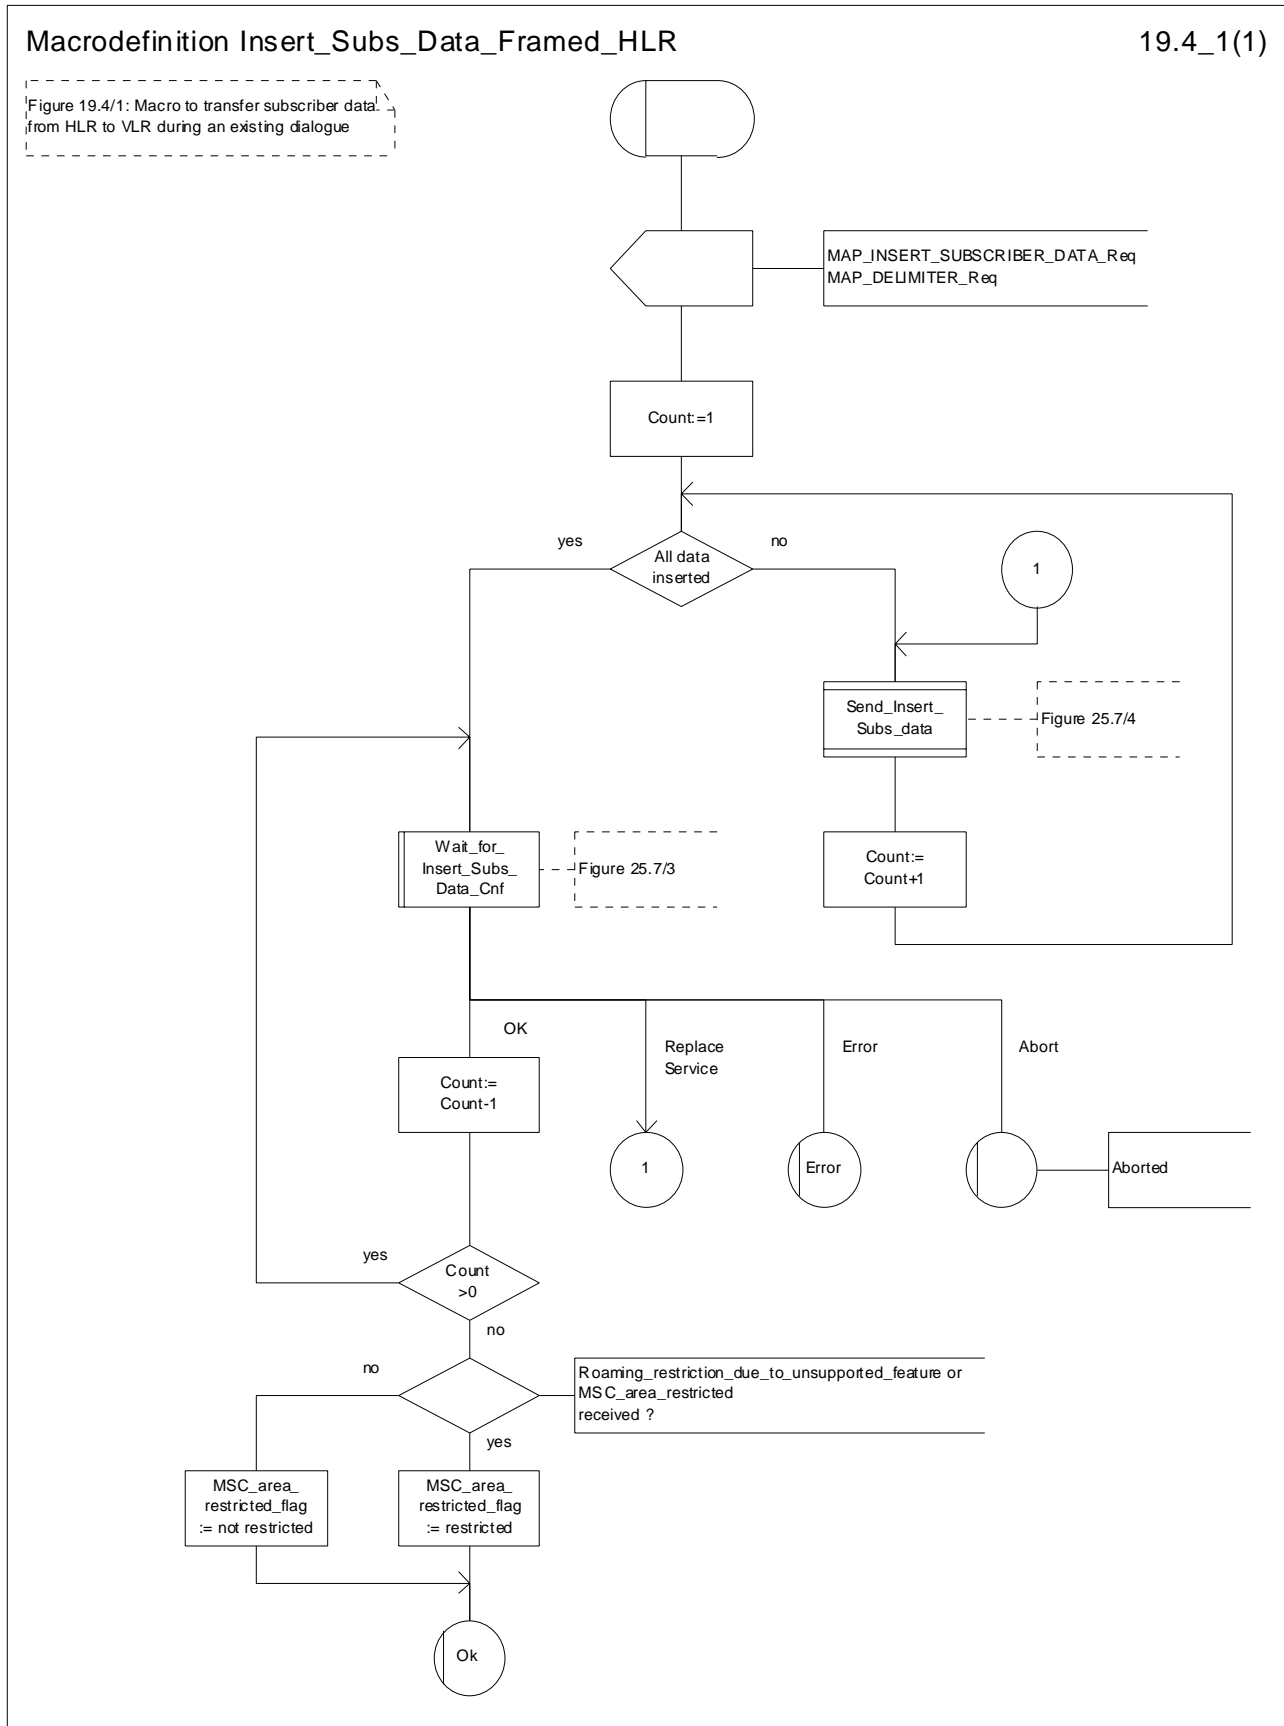 Macrodefinition Insert_Subs_Data_Framed_HLR
19.4_1(1)
Figure 19.4/1: Macro to transfer subscriber data
from HLR to VLR during an existing dialogue
MAP_INSERT_SUBSCRIBER_DATA_Req
MAP_DELIMITER_Req
Count:=1
yes
All data
inserted
no
1
Send_Insert_
Subs_data
Figure 25.7/4
Wait_for_
Insert_Subs_
Data_Cnf
Figure 25.7/3
Count:=
Count+1
OK
Replace
Service
Error
Abort
Count:=
Count-1
1
Error
Aborted
yes
Count
>0
no
no
Roaming_restriction_due_to_unsupported_feature or
MSC_area_restricted
received ?
yes
MSC_area_
restricted_flag
:= not restricted
MSC_area_
restricted_flag
:= restricted
Ok